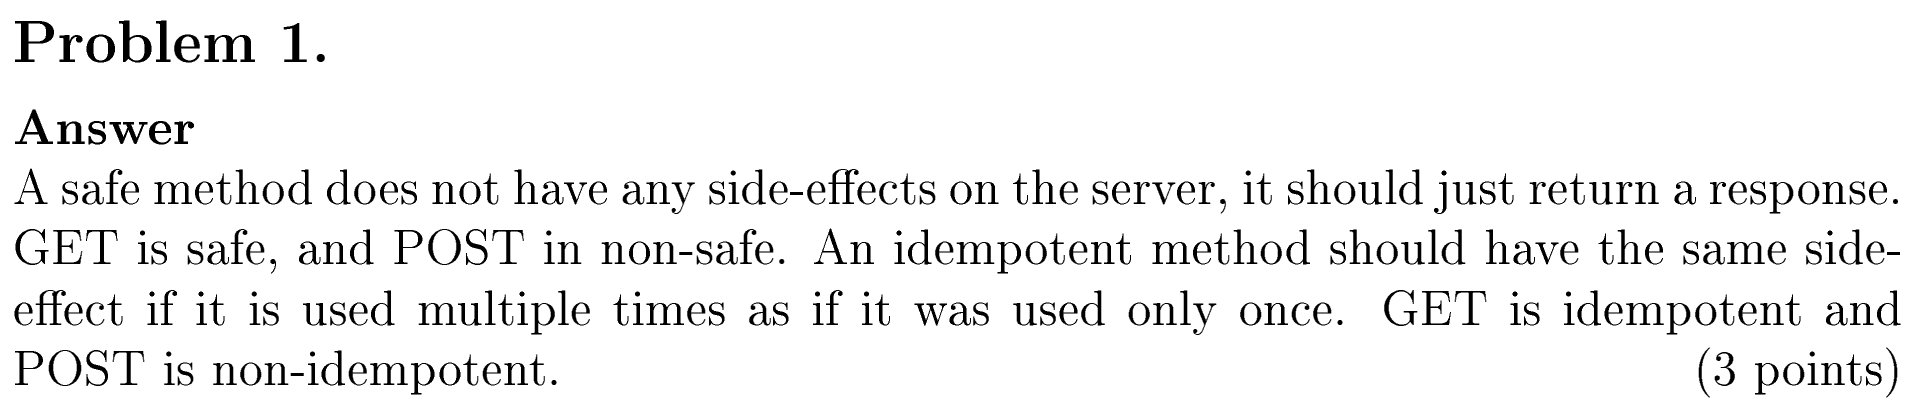 Problem 1.
Answer
A safe method does not have any side-effects on the server, it should just return a response.
GET is safe, and POST in non-safe. An idempotent method should have the same side-
effect if it is used multiple times as if it was used only once. GET is idempotent and
POST is non-idempotent. (3 points)